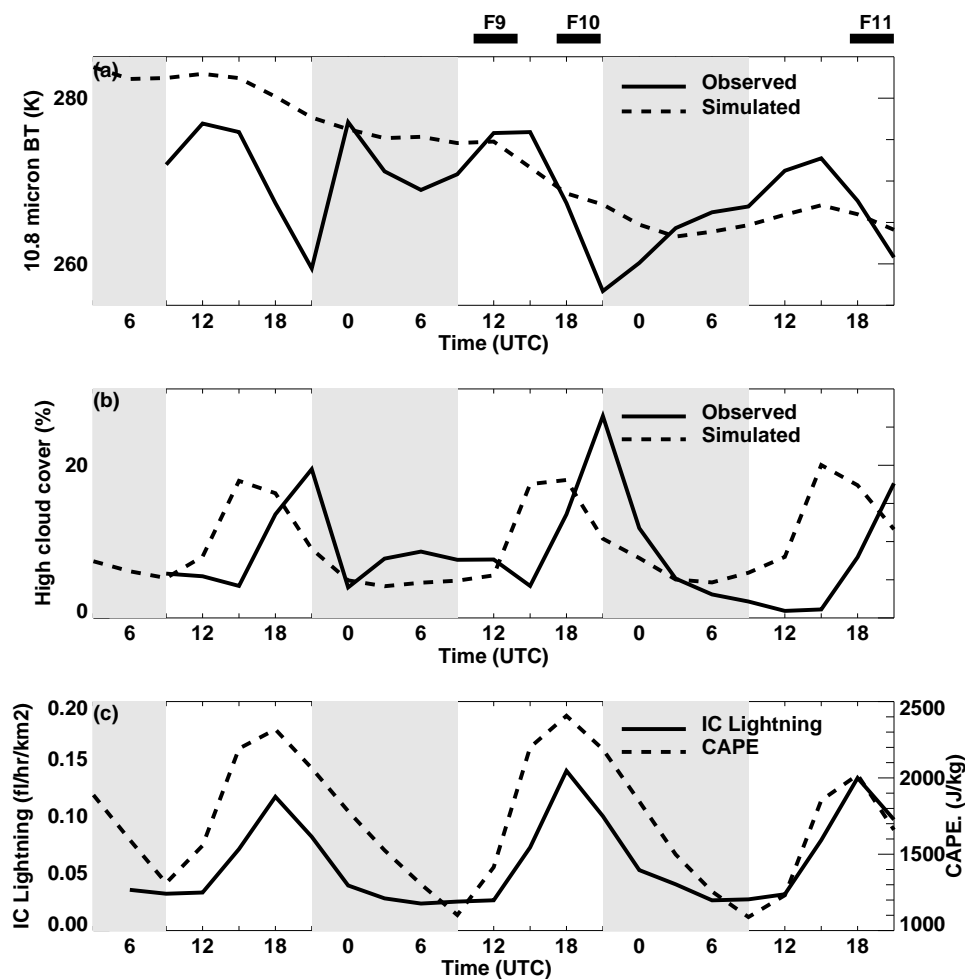 F9 F10 F11
(a)
Observed
Simulated
10.8 micron BT (K)
280
260
6 12 18 0 6 12 18 0 6 12 18
Time (UTC)
(b)
Observed
Simulated
High cloud cover (%)
20
0
6 12 18 0 6 12 18 0 6 12 18
Time (UTC)
(c)
IC Lightning
CAPE
IC Lightning (fl/hr/km2)
0.20
0.15
0.10
0.05
0.00
2500
2000
1500
1000
CAPE. (J/kg)
6 12 18 0 6 12 18 0 6 12 18
Time (UTC)